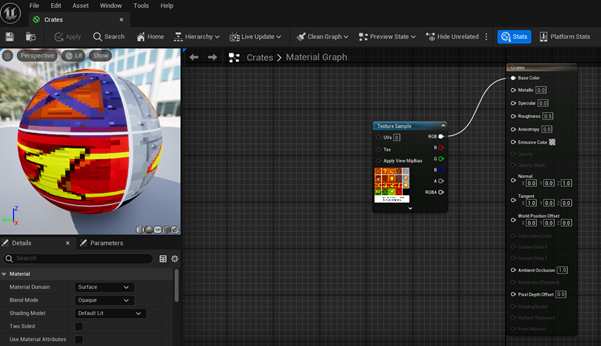 File Edit Asset Window Tools Help
Crates
Apply Search Home Hierarchy Live Update Clean Graph Preview State Hide Unrelated Stats Platform Stats
Perspective Lit Show
Crates Material Graph
Crates
Base Color
Metallic 0.0
Specular 0.0
Roughness 0.5
Anisotropy 0.0
Emissive Color
Opacity
Opacity Mask
Normal
X 0.0 Y 0.0 Z 1.0
Tangent
X 1.0 Y 0.0 Z 0.0
World Position Offset
X 0.0 Y 0.0 Z 0.0
Subsurface Color
Custom Data 0
Custom Data 1
Ambient Occlusion 1.0
Refraction (Disabled)
Pixel Depth Offset 0.0
Shading Model
Surface Thickness
Front Material
Texture Sample
UVs 0 RGB
Tex R
Apply View MipBias G
B
A
RGBA
Z
X
Details Parameters
Search
Material
Material Domain Surface
Blend Mode Opaque
Shading Model Default Lit
Two Sided
Use Material Attributes